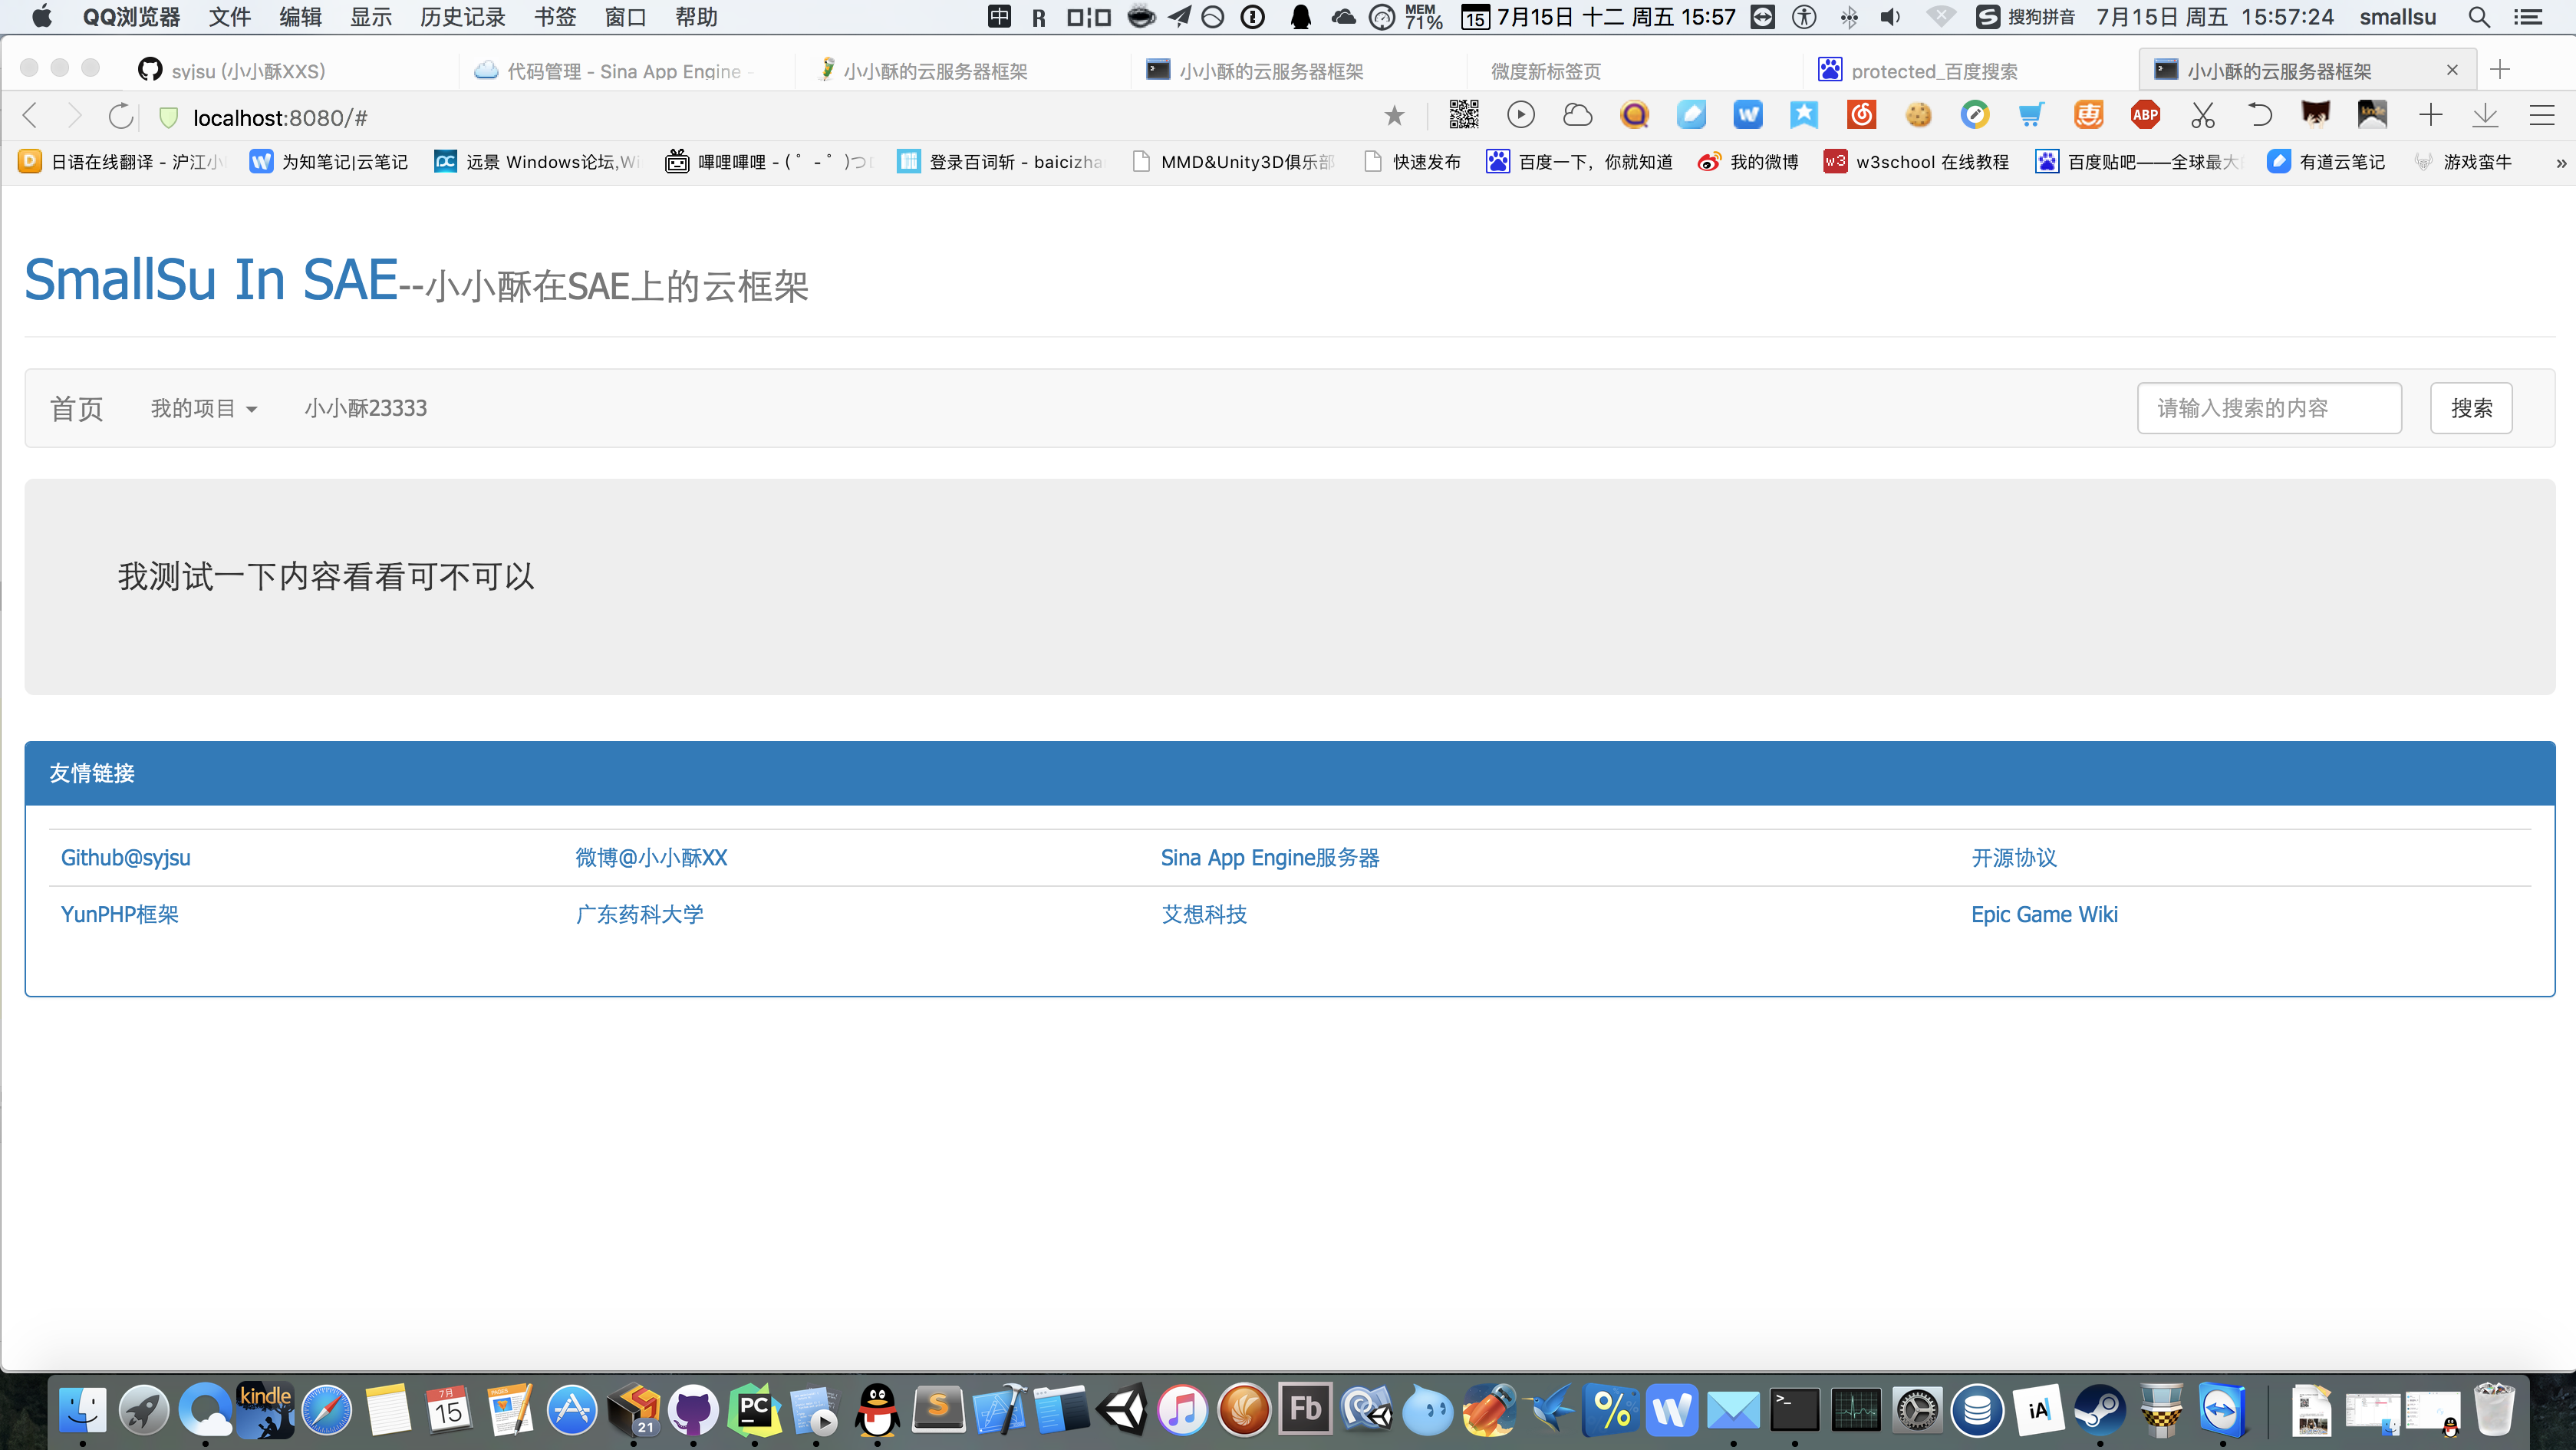 QQ浏览器 文件 编辑 显示 历史记录 书签 窗口 帮助 中 R MEM 71% 15 7月15日 十二 周五 15:57 搜狗拼音 7月15日 周五 15:57:24 smallsu
syjsu (小小酥XXS) 代码管理 - Sina App Engine - 小小酥的云服务器框架 小小酥的云服务器框架 微度新标签页 protected_百度搜索 小小酥的云服务器框架
localhost:8080/# ABP kindle
日语在线翻译 - 沪江小 为知笔记|云笔记 远景 Windows论坛,Wi 哔哩哔哩 - ( ゜- ゜)つ 登录百词斩 - baicizha MMD&Unity3D俱乐部 快速发布 百度一下，你就知道 我的微博 w3school 在线教程 百度贴吧——全球最大 有道云笔记 游戏蛮牛 »
SmallSu In SAE--小小酥在SAE上的云框架
首页 我的项目 小小酥23333 请输入搜索的内容 搜索
我测试一下内容看看可不可以
友情链接
Github@syjsu 微博@小小酥XX Sina App Engine服务器 开源协议
YunPHP框架 广东药科大学 艾想科技 Epic Game Wiki
kindle 7月 15 PAGES 21 PC S Fb % W >_ iA